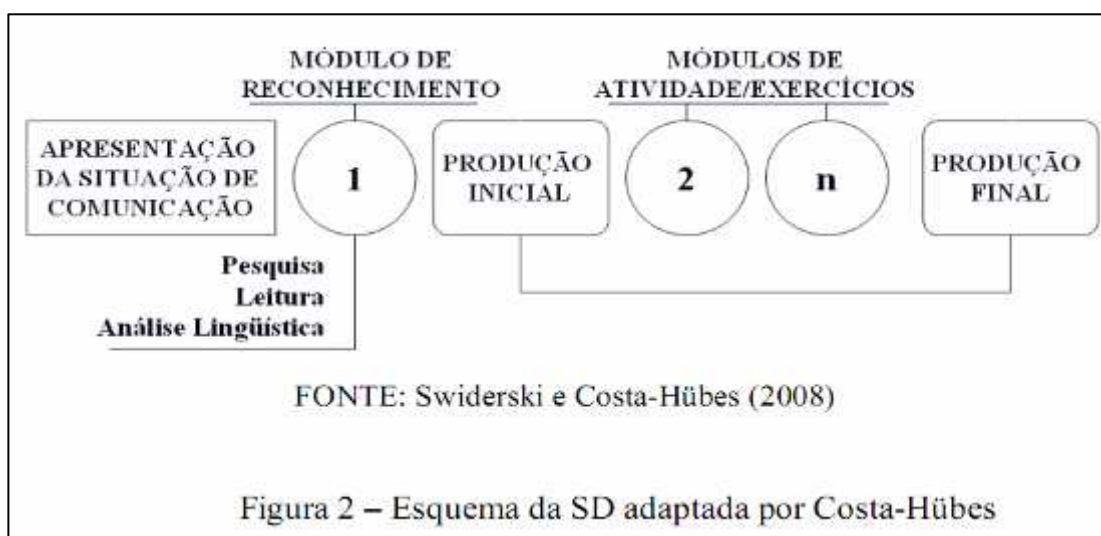 MÓDULO DE
RECONHECIMENTO
MÓDULOS DE
ATIVIDADE/EXERCÍCIOS
APRESENTAÇÃO
DA SITUAÇÃO DE
COMUNICAÇÃO
1
PRODUÇÃO
INICIAL
2
n
PRODUÇÃO
FINAL
Pesquisa
Leitura
Análise Lingüística
FONTE: Swiderski e Costa-Hübes (2008)
Figura 2 – Esquema da SD adaptada por Costa-Hübes